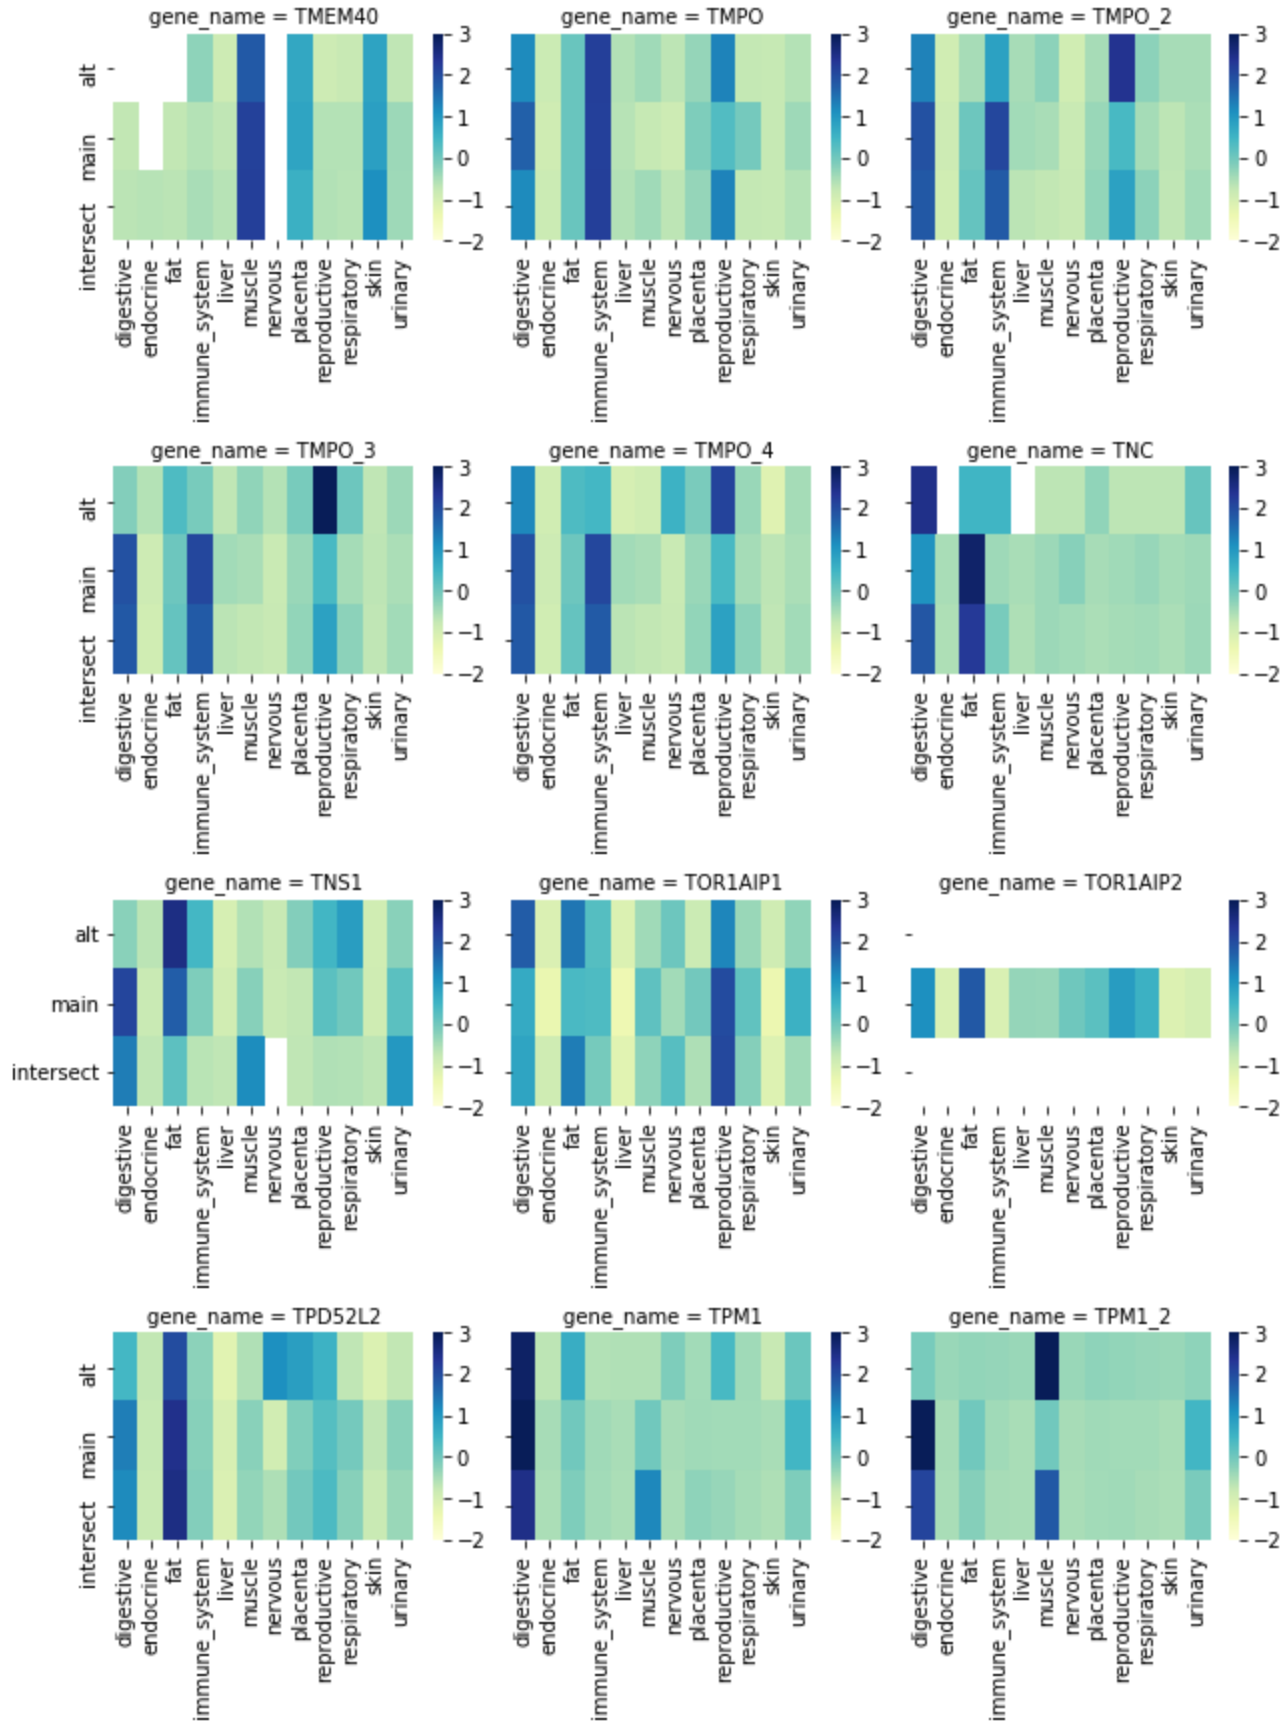 gene_name = TMEM40
gene_name = TMPO
gene_name = TMPO_2
alt
main
intersect
3
2
1
0
−1
−2
3
2
1
0
−1
−2
3
2
1
0
−1
−2
digestive
endocrine
fat
immune_system
liver
muscle
nervous
placenta
reproductive
respiratory
skin
urinary
digestive
endocrine
fat
immune_system
liver
muscle
nervous
placenta
reproductive
respiratory
skin
urinary
digestive
endocrine
fat
immune_system
liver
muscle
nervous
placenta
reproductive
respiratory
skin
urinary
gene_name = TMPO_3
gene_name = TMPO_4
gene_name = TNC
alt
main
intersect
3
2
1
0
−1
−2
3
2
1
0
−1
−2
3
2
1
0
−1
−2
digestive
endocrine
fat
immune_system
liver
muscle
nervous
placenta
reproductive
respiratory
skin
urinary
digestive
endocrine
fat
immune_system
liver
muscle
nervous
placenta
reproductive
respiratory
skin
urinary
digestive
endocrine
fat
immune_system
liver
muscle
nervous
placenta
reproductive
respiratory
skin
urinary
gene_name = TNS1
gene_name = TOR1AIP1
gene_name = TOR1AIP2
alt
main
intersect
3
2
1
0
−1
−2
3
2
1
0
−1
−2
3
2
1
0
−1
−2
digestive
endocrine
fat
immune_system
liver
muscle
nervous
placenta
reproductive
respiratory
skin
urinary
digestive
endocrine
fat
immune_system
liver
muscle
nervous
placenta
reproductive
respiratory
skin
urinary
digestive
endocrine
fat
immune_system
liver
muscle
nervous
placenta
reproductive
respiratory
skin
urinary
gene_name = TPD52L2
gene_name = TPM1
gene_name = TPM1_2
alt
main
intersect
3
2
1
0
−1
−2
3
2
1
0
−1
−2
3
2
1
0
−1
−2
digestive
endocrine
fat
immune_system
liver
muscle
nervous
placenta
reproductive
respiratory
skin
urinary
digestive
endocrine
fat
immune_system
liver
muscle
nervous
placenta
reproductive
respiratory
skin
urinary
digestive
endocrine
fat
immune_system
liver
muscle
nervous
placenta
reproductive
respiratory
skin
urinary